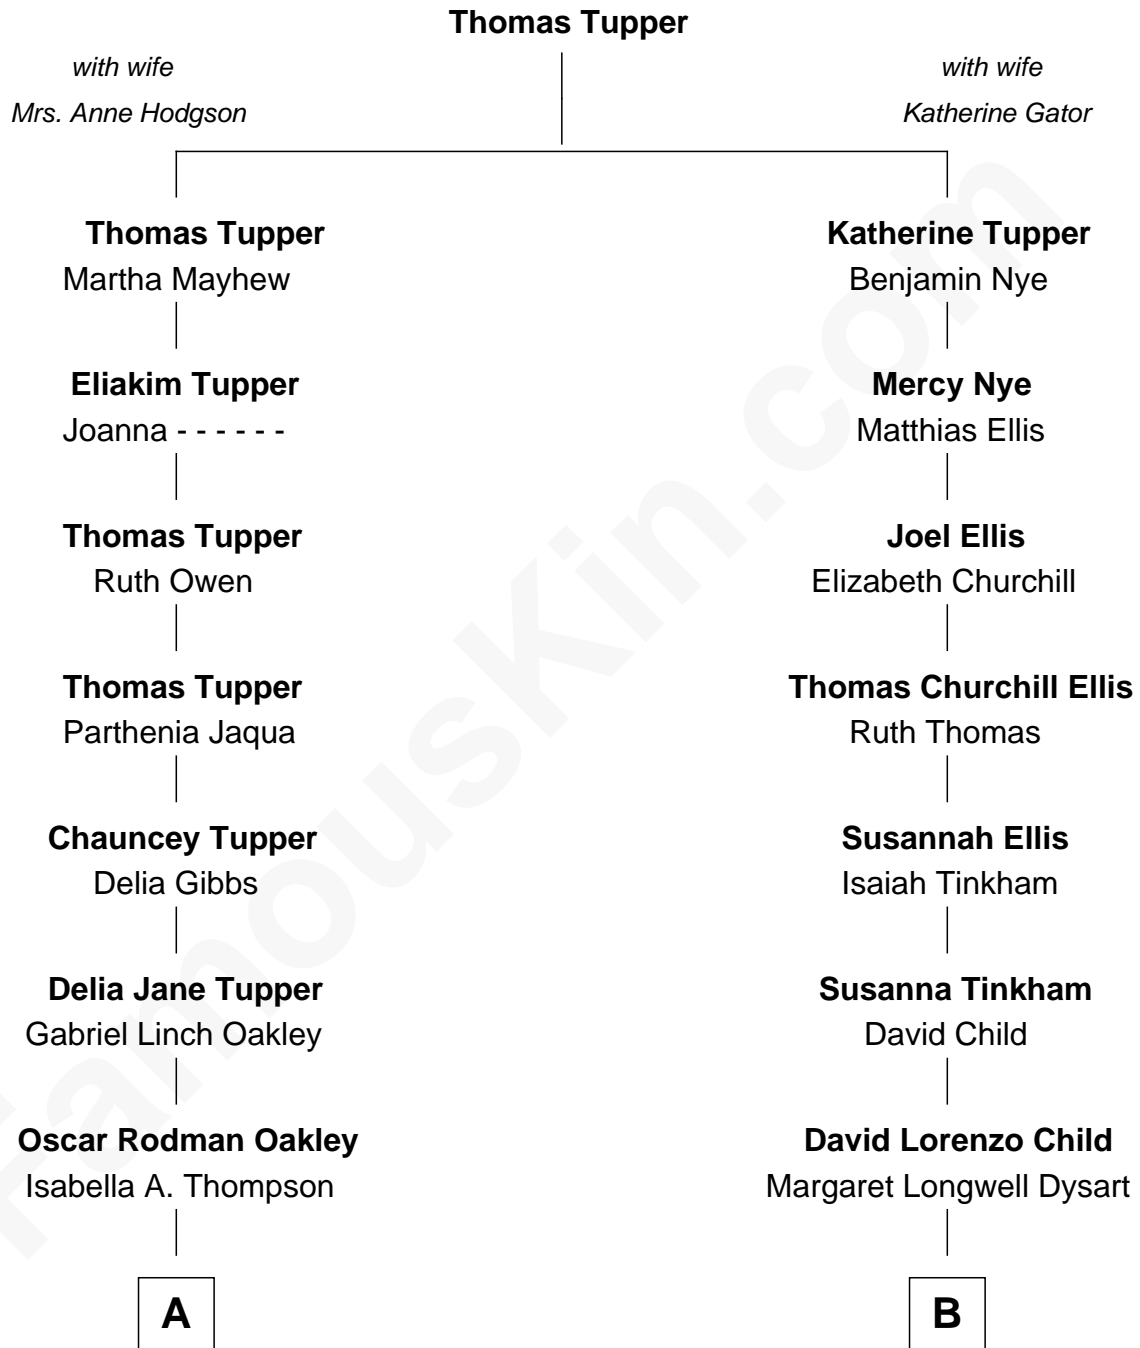 Thomas Tupper
with wife
Mrs. Anne Hodgson
with wife
Katherine Gator
Thomas Tupper
Martha Mayhew
Katherine Tupper
Benjamin Nye
Eliakim Tupper
Joanna - - - - - -
Mercy Nye
Matthias Ellis
Thomas Tupper
Ruth Owen
Joel Ellis
Elizabeth Churchill
Thomas Tupper
Parthenia Jaqua
Thomas Churchill Ellis
Ruth Thomas
Chauncey Tupper
Delia Gibbs
Susannah Ellis
Isaiah Tinkham
Delia Jane Tupper
Gabriel Linch Oakley
Susanna Tinkham
David Child
Oscar Rodman Oakley
Isabella A. Thompson
David Lorenzo Child
Margaret Longwell Dysart
A
B
FamousKin.com